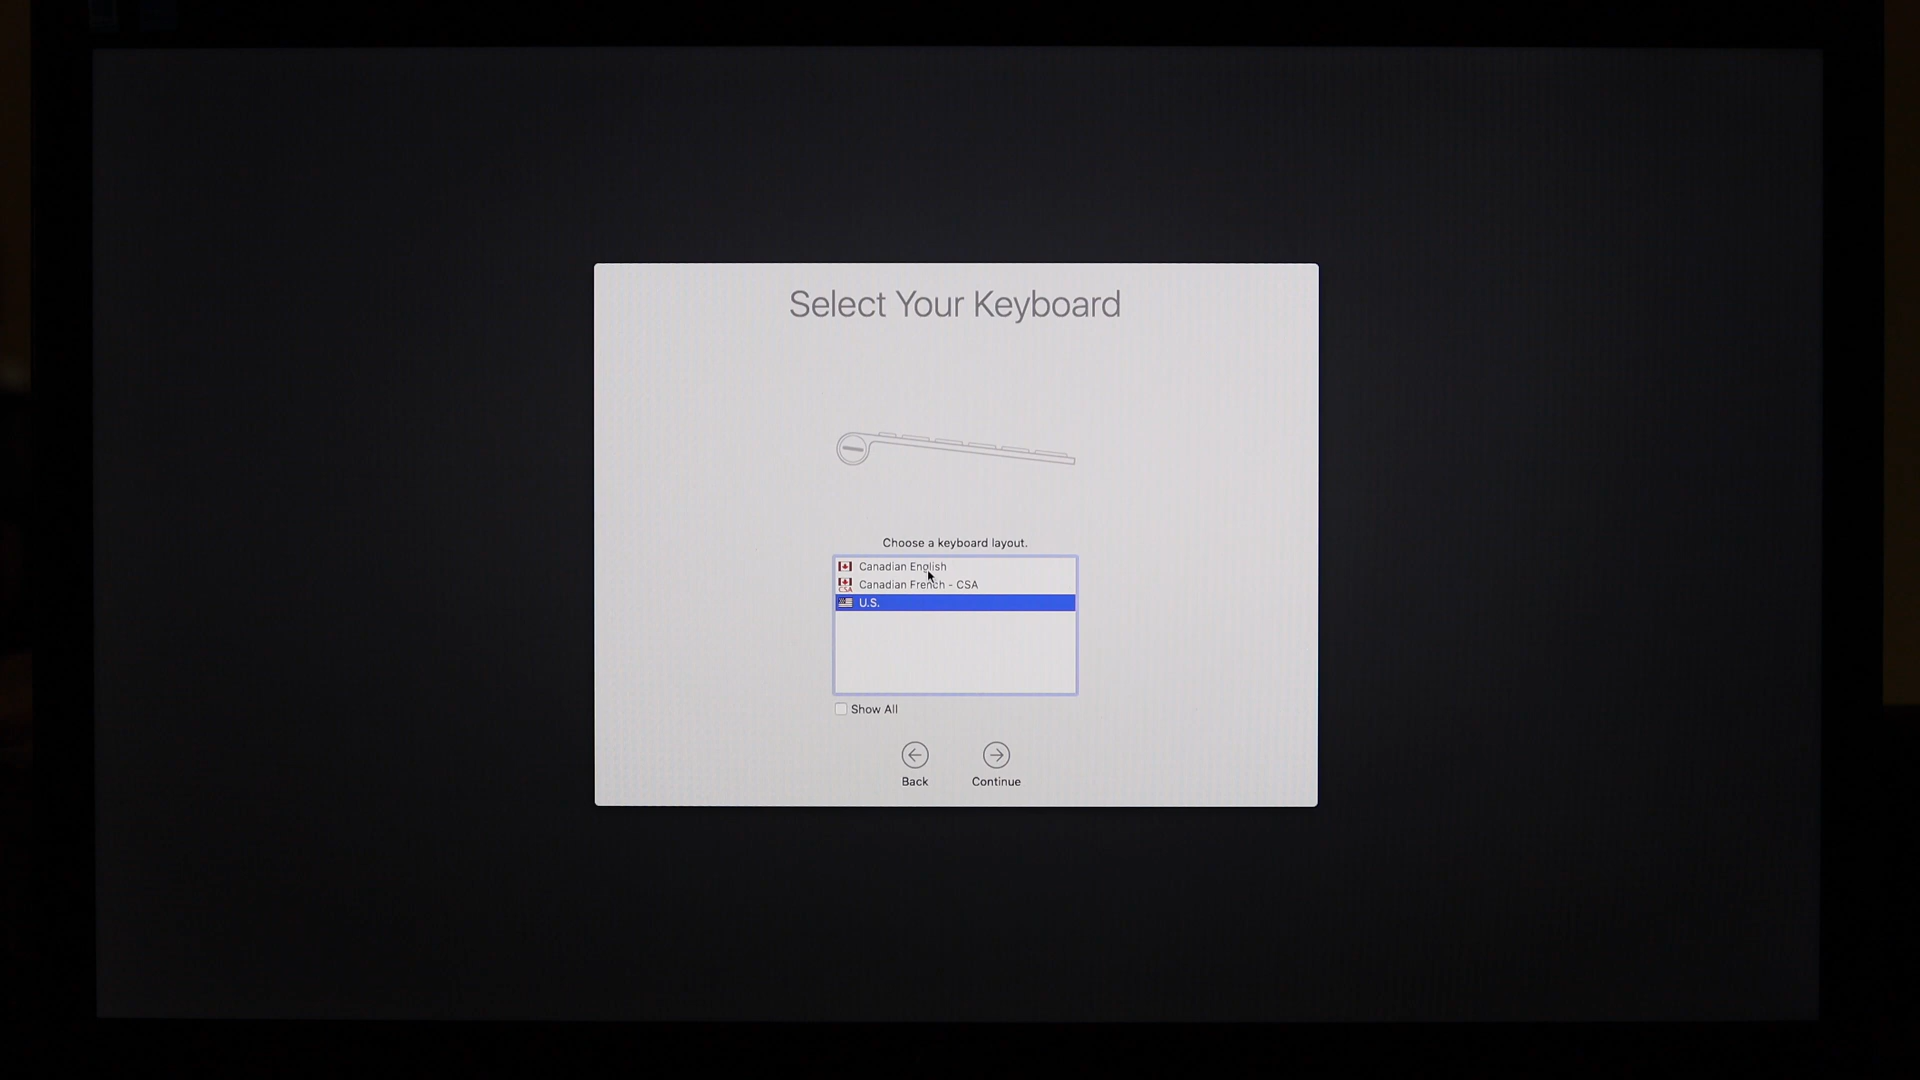 Select Your Keyboard
Choose a keyboard layout.
Canadian English
Canadian French - CSA
U.S.
Show All
Back
Continue